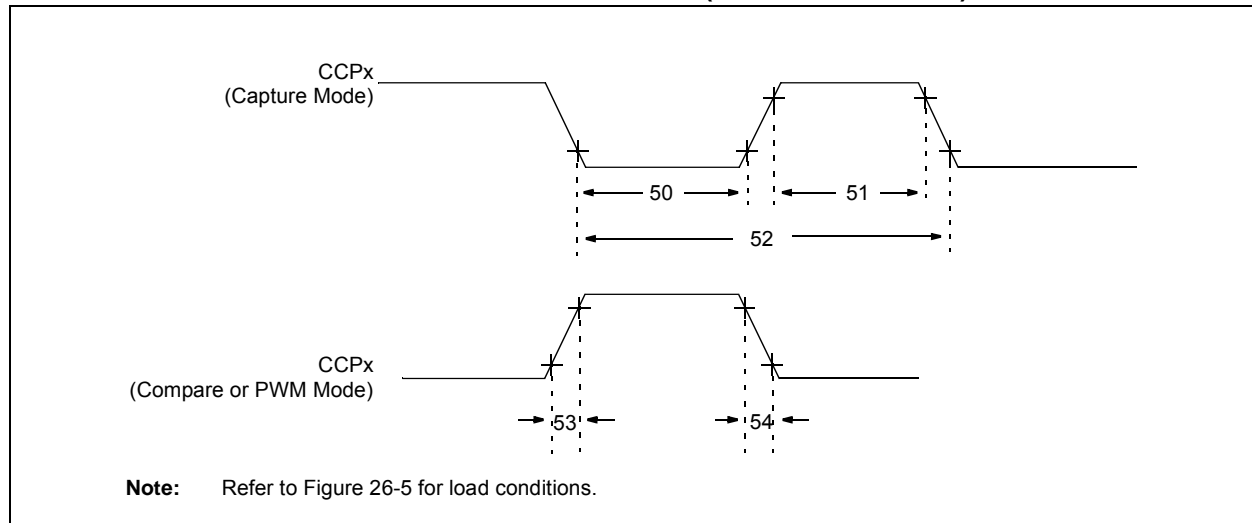 CCPx
(Capture Mode)
50
51
52
CCPx
(Compare or PWM Mode)
53
54
Note: Refer to Figure 26-5 for load conditions.